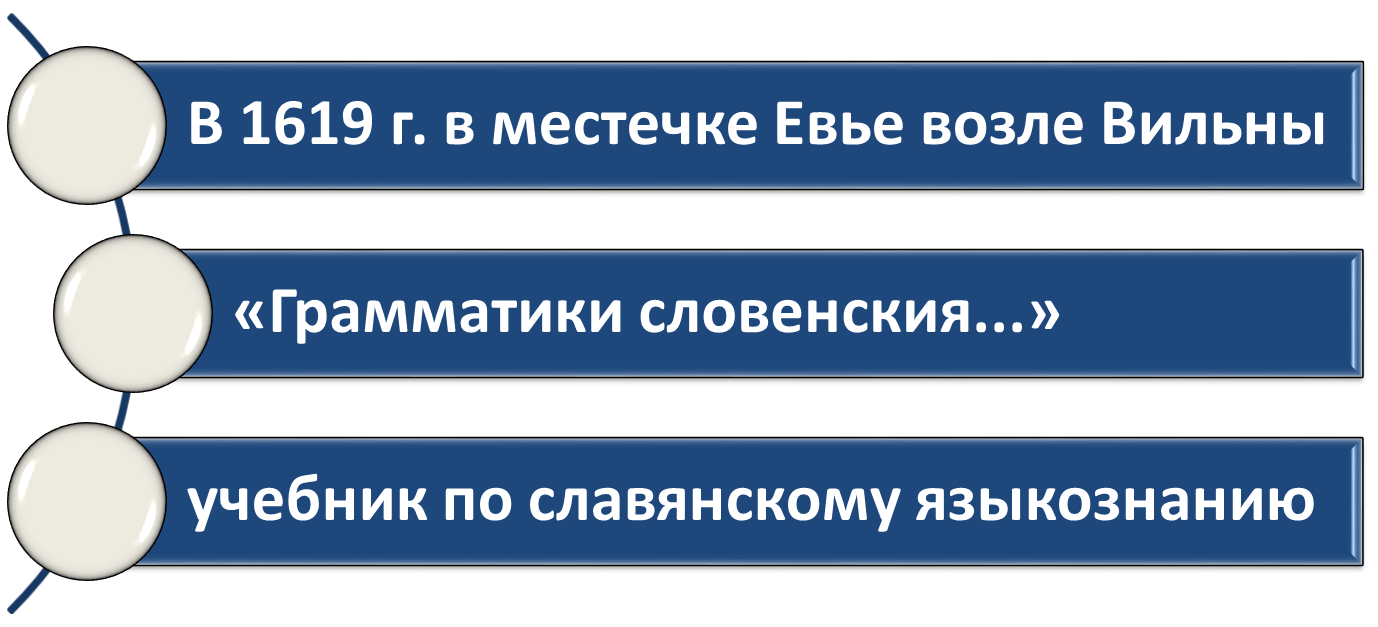 В 1619 г. в местечке Евье возле Вильны
«Грамматики словенския...»
учебник по славянскому языкознанию